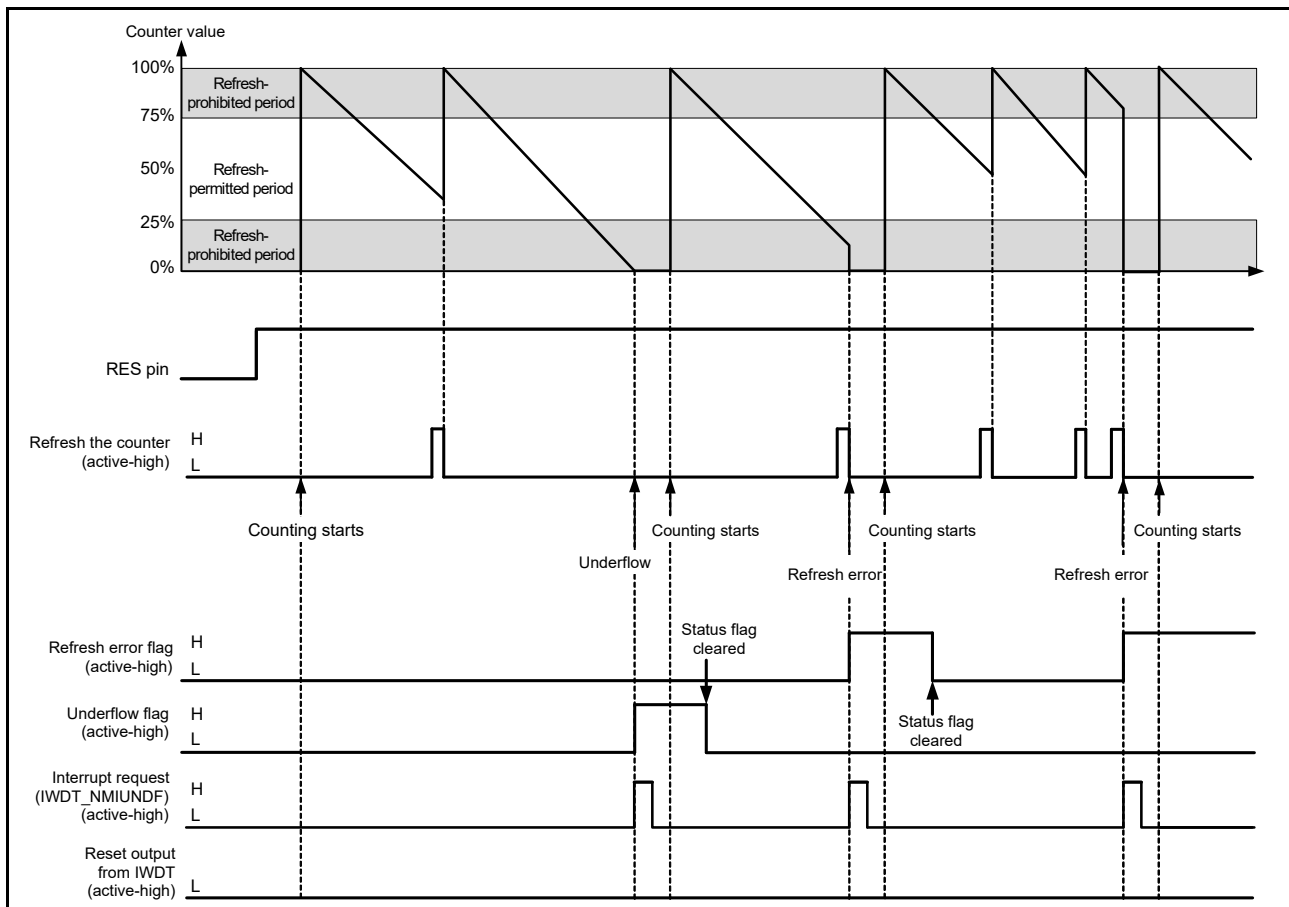 Counter value
100%
Refresh-
prohibited period
75%
50%
Refresh-
permitted period
25%
Refresh-
prohibited period
0%
RES pin
Refresh the counter
(active-high)
H
L
Counting starts
Counting starts
Counting starts
Counting starts
Underflow
Refresh error
Refresh error
Refresh error flag
(active-high)
H
L
Status flag
cleared
Underflow flag
(active-high)
H
L
Status flag
cleared
Interrupt request
(IWDT_NMIUNDF)
(active-high)
H
L
Reset output
from IWDT
(active-high)
L